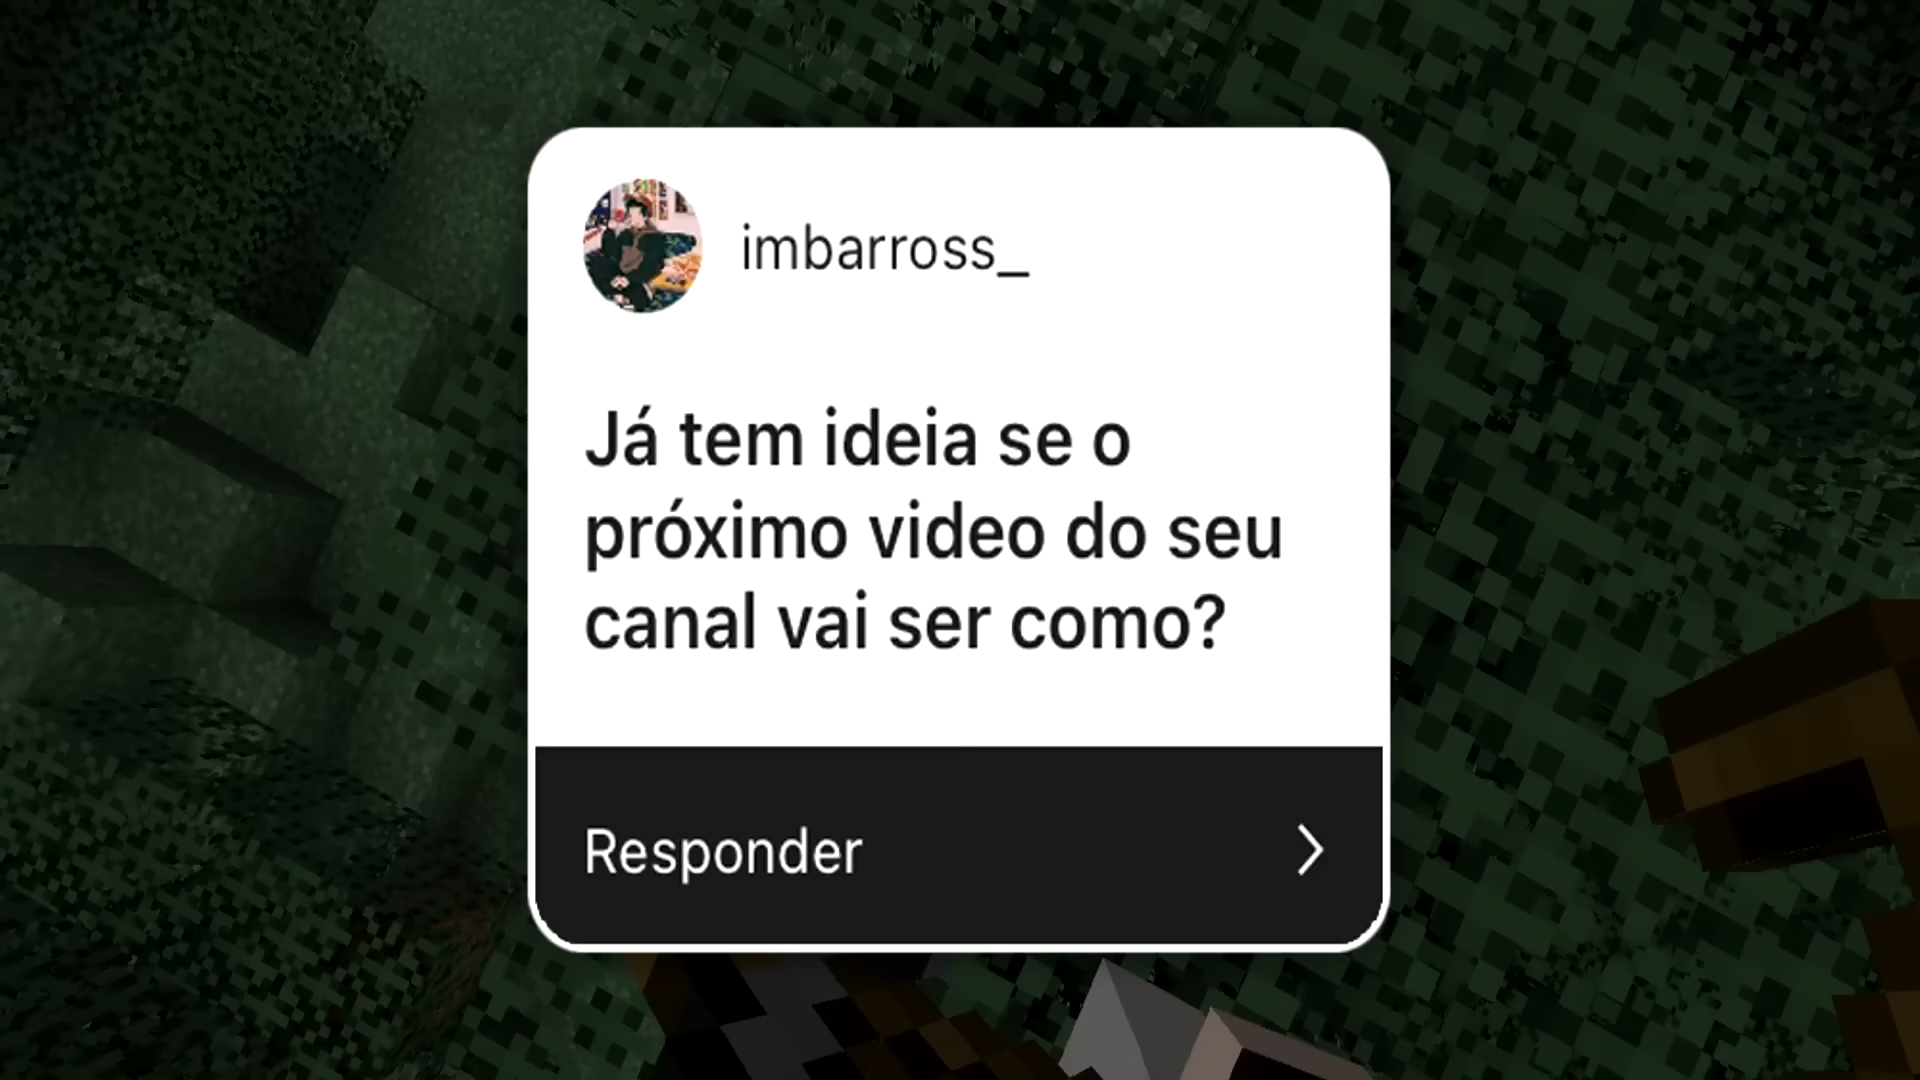 imbarross_
Já tem ideia se o
próximo video do seu
canal vai ser como?
Responder